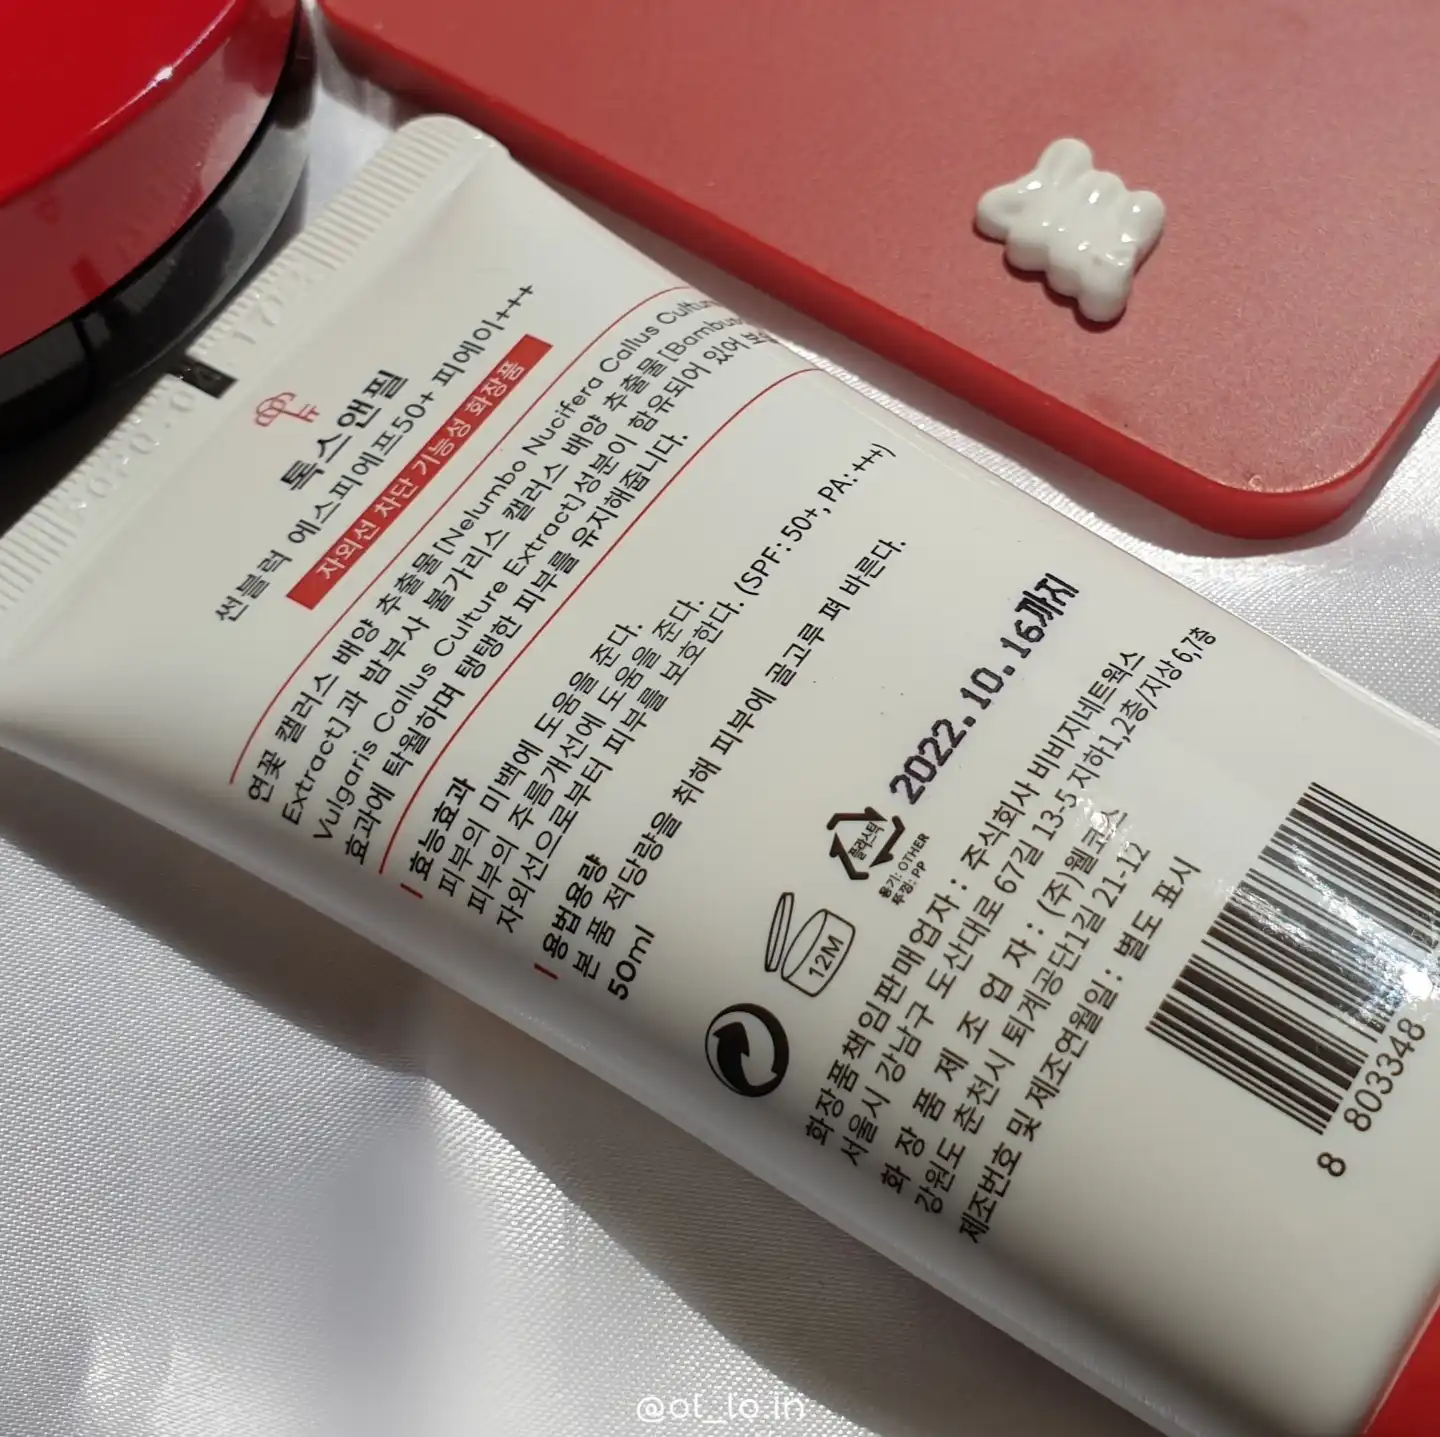 톡스앤필
썬블럭 에스피에프50+ 피에이+++
자외선 차단 기능성 화장품
연꽃 캘러스 배양 추출물[Nelumbo Nucifera Callus Culture
Extract]과 밤부사 불가리스 캘러스 배양 추출물[Bambusa
Vulgaris Callus Culture Extract]성분이 함유되어 있어
효과에 탁월하며 탱탱한 피부를 유지해줍니다.
효능효과
피부의 미백에 도움을 준다.
피부의 주름개선에 도움을 준다.
자외선으로부터 피부를 보호한다. (SPF: 50+, PA:+++)
용법용량
본 품 적당량을 취해 피부에 골고루 펴 바른다.
50ml
12M
플라스틱
용기: OTHER
뚜껑: PP
2022.10.16까지
화장품책임판매업자 : 주식회사 비비지네트웍스
서울시 강남구 도산대로 67길 13-5 지하1,2층/지상 6,7층
화 장 품 제 조 업 자 : (주)웰코스
강원도 춘천시 퇴계공단1길 21-12
제조번호 및 제조연월일 : 별도 표시
8 803348
@ot_lo.in